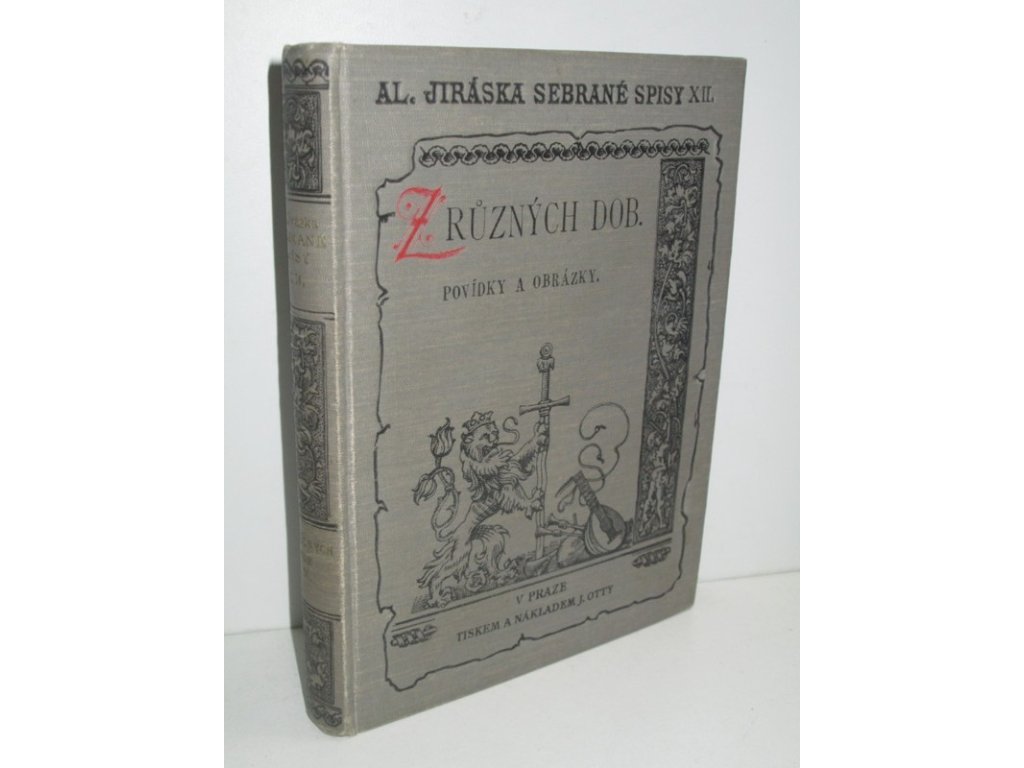 AL. JIRÁSKA SEBRANÉ SPISY XII.
Z RŮZNÝCH DOB.
POVÍDKY A OBRÁZKY.
V PRAZE
TISKEM A NÁKLADEM J. OTTY